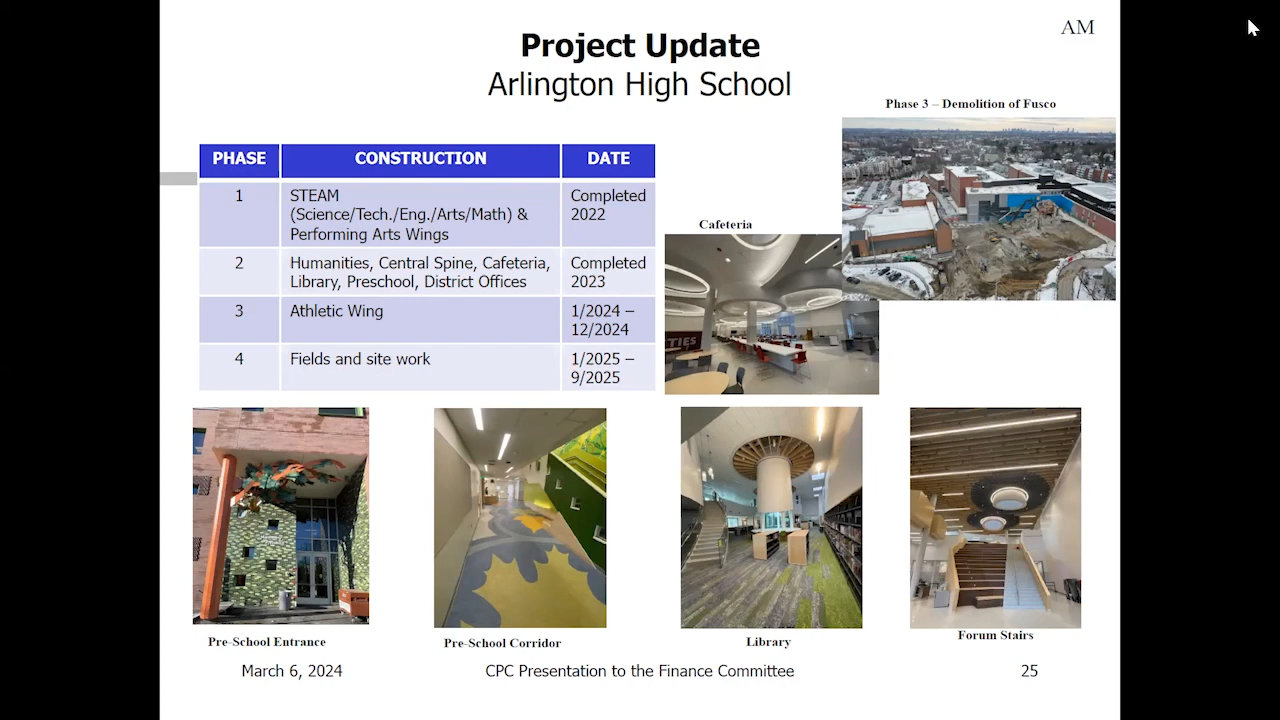 AM
Project Update
Arlington High School
Phase 3 – Demolition of Fusco
PHASE CONSTRUCTION DATE
1 STEAM (Science/Tech./Eng./Arts/Math) & Performing Arts Wings Completed 2022
2 Humanities, Central Spine, Cafeteria, Library, Preschool, District Offices Completed 2023
3 Athletic Wing 1/2024 – 12/2024
4 Fields and site work 1/2025 – 9/2025
Cafeteria
TIES
Pre-School Entrance
Pre-School Corridor
Library
Forum Stairs
March 6, 2024
CPC Presentation to the Finance Committee
25